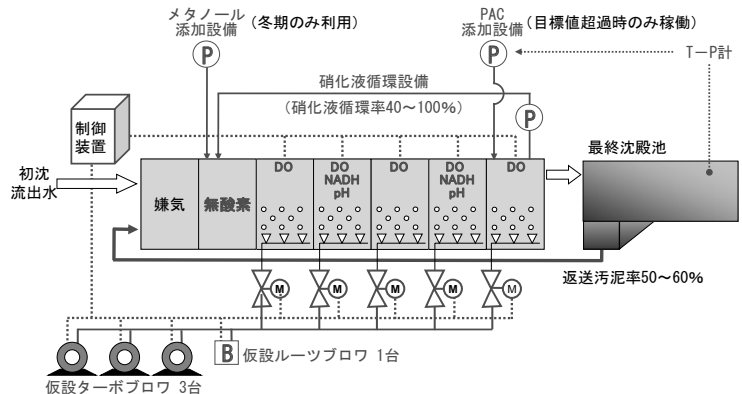 メタノール
添加設備
(冬期のみ利用)
PAC
添加設備
(目標値超過時のみ稼働)
P
P
T－P計
硝化液循環設備
(硝化液循環率40～100%)
P
制御
装置
最終沈殿池
初沈
流出水
嫌気
無酸素
DO
DO
NADH
pH
DO
DO
NADH
pH
DO
返送汚泥率50～60%
M
M
M
M
M
B
仮設ルーツブロワ 1台
仮設ターボブロワ 3台